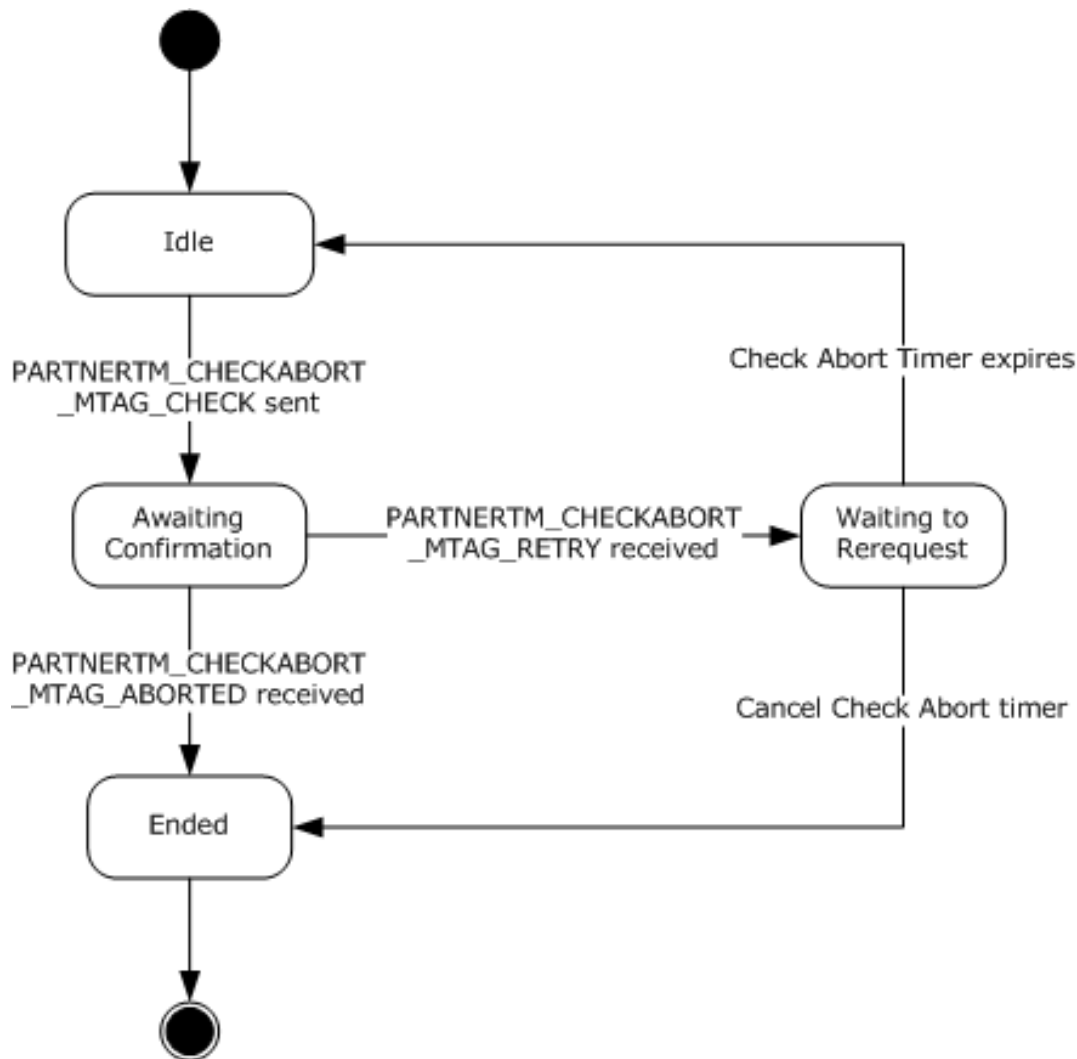 Idle
PARTNERTM_CHECKABORT
_MTAG_CHECK sent
Check Abort Timer expires
Awaiting
Confirmation
PARTNERTM_CHECKABORT
_MTAG_RETRY received
Waiting to
Rerequest
PARTNERTM_CHECKABORT
_MTAG_ABORTED received
Cancel Check Abort timer
Ended